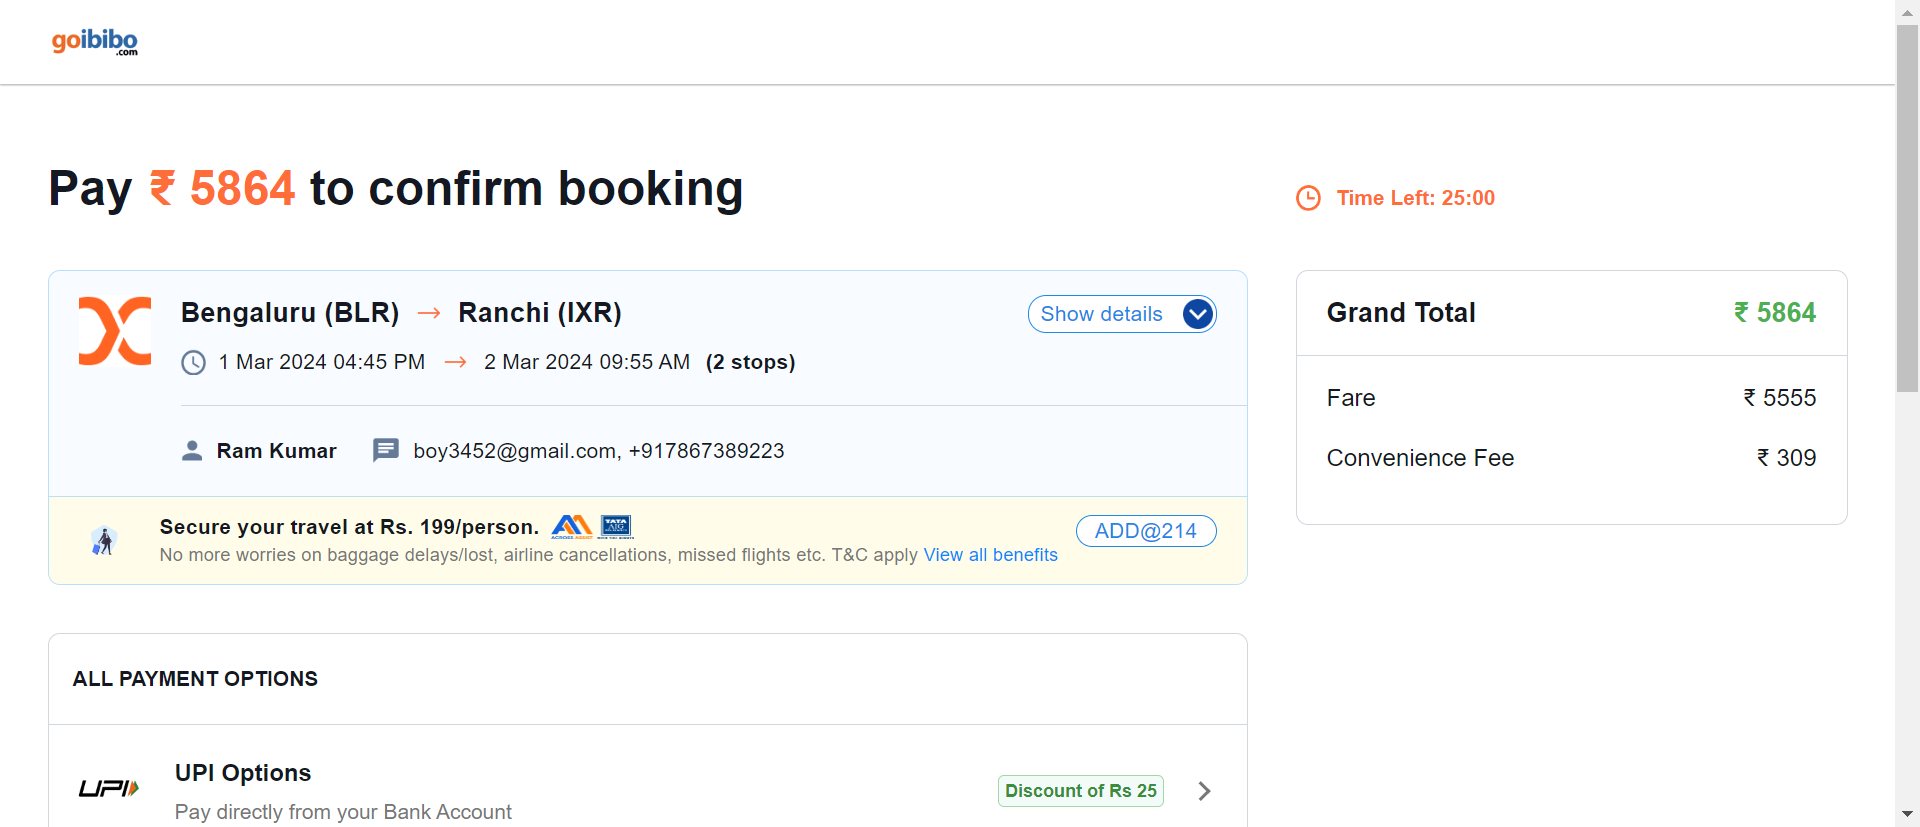 goibibo
.com
Pay ₹ 5864 to confirm booking
Time Left: 25:00
Bengaluru (BLR) → Ranchi (IXR)
Show details
1 Mar 2024 04:45 PM → 2 Mar 2024 09:55 AM (2 stops)
Ram Kumar boy3452@gmail.com, +917867389223
Secure your travel at Rs. 199/person. ACROSS ASSIST TATA AIG
No more worries on baggage delays/lost, airline cancellations, missed flights etc. T&C apply View all benefits
ADD@214
Grand Total ₹ 5864
Fare ₹ 5555
Convenience Fee ₹ 309
ALL PAYMENT OPTIONS
UPI
UPI Options
Pay directly from your Bank Account
Discount of Rs 25